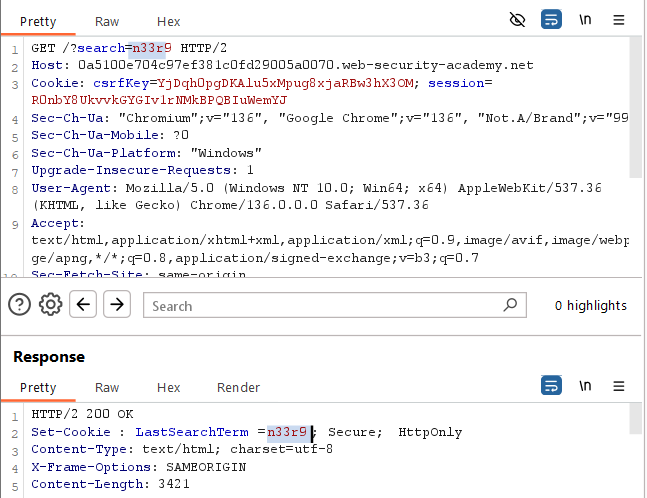 Pretty Raw Hex \n
1 GET /?search=n33r9 HTTP/2
2 Host: 0a5100e704c97ef381c0fd29005a0070.web-security-academy.net
3 Cookie: csrfKey=YjDqh0pgDKAlu5xMpug8xjaRBw3hX3OM; session=
R0nbY8UkvvkGYGIv1rNMkBPQBIuWemYJ
4 Sec-Ch-Ua: "Chromium";v="136", "Google Chrome";v="136", "Not.A/Brand";v="99
5 Sec-Ch-Ua-Mobile: ?0
6 Sec-Ch-Ua-Platform: "Windows"
7 Upgrade-Insecure-Requests: 1
8 User-Agent: Mozilla/5.0 (Windows NT 10.0; Win64; x64) AppleWebKit/537.36
(KHTML, like Gecko) Chrome/136.0.0.0 Safari/537.36
9 Accept:
text/html,application/xhtml+xml,application/xml;q=0.9,image/avif,image/webp
ge/apng,*/*;q=0.8,application/signed-exchange;v=b3;q=0.7
10 Sec-Fetch-Site: same-origin
Search 0 highlights
Response
Pretty Raw Hex Render \n
1 HTTP/2 200 OK
2 Set-Cookie : LastSearchTerm =n33r9 ; Secure; HttpOnly
3 Content-Type: text/html; charset=utf-8
4 X-Frame-Options: SAMEORIGIN
5 Content-Length: 3421